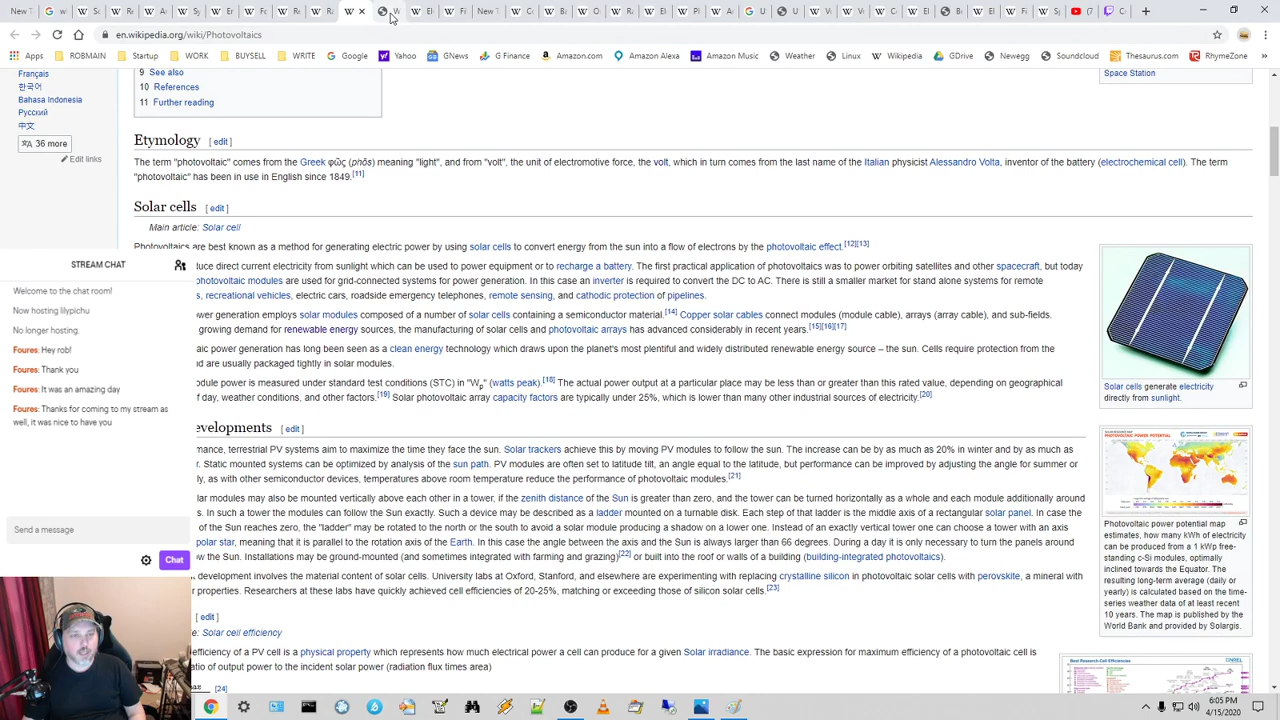 New T
Sc
W
Sy
Er
Fc
Re
Ra
W
El
Fi
New T
en.wikipedia.org/wiki/Photovoltaics
Apps ROBMAIN Startup WORK BUYSELL WRITE Google Yahoo GNews G Finance Amazon.com Amazon Alexa Amazon Music Weather Linux Wikipedia GDrive Newegg Soundcloud Thesaurus.com RhymeZone »
Français
한국어
Bahasa Indonesia
Русский
中文
36 more
Edit links
9 See also
10 References
11 Further reading
Space Station
Etymology [ edit ]
The term "photovoltaic" comes from the Greek φῶς (phōs) meaning "light", and from "volt", the unit of electromotive force, the volt, which in turn comes from the last name of the Italian physicist Alessandro Volta, inventor of the battery (electrochemical cell). The term
"photovoltaic" has been in use in English since 1849.[11]
Solar cells [ edit ]
Main article: Solar cell
Photovoltaics are best known as a method for generating electric power by using solar cells to convert energy from the sun into a flow of electrons by the photovoltaic effect.[12][13]
uce direct current electricity from sunlight which can be used to power equipment or to recharge a battery. The first practical application of photovoltaics was to power orbiting satellites and other spacecraft, but today
photovoltaic modules are used for grid-connected systems for power generation. In this case an inverter is required to convert the DC to AC. There is still a smaller market for stand alone systems for remote
s, recreational vehicles, electric cars, roadside emergency telephones, remote sensing, and cathodic protection of pipelines.
ower generation employs solar modules composed of a number of solar cells containing a semiconductor material.[14] Copper solar cables connect modules (module cable), arrays (array cable), and sub-fields.
growing demand for renewable energy sources, the manufacturing of solar cells and photovoltaic arrays has advanced considerably in recent years.[15][16][17]
aic power generation has long been seen as a clean energy technology which draws upon the planet's most plentiful and widely distributed renewable energy source – the sun. Cells require protection from the
nd are usually packaged tightly in solar modules.
odule power is measured under standard test conditions (STC) in "Wp" (watts peak).[18] The actual power output at a particular place may be less than or greater than this rated value, depending on geographical
of day, weather conditions, and other factors.[19] Solar photovoltaic array capacity factors are typically under 25%, which is lower than many other industrial sources of electricity.[20]
evelopments [ edit ]
mance, terrestrial PV systems aim to maximize the time they face the sun. Solar trackers achieve this by moving PV modules to follow the sun. The increase can be by as much as 20% in winter and by as much as
r. Static mounted systems can be optimized by analysis of the sun path. PV modules are often set to latitude tilt, an angle equal to the latitude, but performance can be improved by adjusting the angle for summer or
ly, as with other semiconductor devices, temperatures above room temperature reduce the performance of photovoltaic modules.[21]
lar modules may also be mounted vertically above each other in a tower, if the zenith distance of the Sun is greater than zero, and the tower can be turned horizontally as a whole and each module additionally around
s. In such a tower the modules can follow the Sun exactly. Such a device may be described as a ladder mounted on a turnable disk. Each step of that ladder is the middle axis of a rectangular solar panel. In case the
e of the Sun reaches zero, the "ladder" may be rotated to the north or the south to avoid a solar module producing a shadow on a lower one. Instead of an exactly vertical tower one can choose a tower with an axis
polar star, meaning that it is parallel to the rotation axis of the Earth. In this case the angle between the axis and the Sun is always larger than 66 degrees. During a day it is only necessary to turn the panels around
ow the Sun. Installations may be ground-mounted (and sometimes integrated with farming and grazing)[22] or built into the roof or walls of a building (building-integrated photovoltaics).
t development involves the material content of solar cells. University labs at Oxford, Stanford, and elsewhere are experimenting with replacing crystalline silicon in photovoltaic solar cells with perovskite, a mineral with
r properties. Researchers at these labs have quickly achieved cell efficiencies of 20-25%, matching or exceeding those of silicon solar cells.[23]
[ edit ]
e: Solar cell efficiency
efficiency of a PV cell is a physical property which represents how much electrical power a cell can produce for a given Solar irradiance. The basic expression for maximum efficiency of a photovoltaic cell is
atio of output power to the incident solar power (radiation flux times area)
[24]
Solar cells generate electricity
directly from sunlight.
PHOTOVOLTAIC POWER POTENTIAL
Photovoltaic power potential map
estimates, how many kWh of electricity
can be produced from a 1 kWp free-
standing c-Si modules, optimally
inclined towards the Equator. The
resulting long-term average (daily or
yearly) is calculated based on the time-
series weather data of at least recent
10 years. The map is published by the
World Bank and provided by Solargis.
Best Research-Cell Efficiencies
NREL
STREAM CHAT
Welcome to the chat room!
Now hosting lilypichu
No longer hosting.
Foures: Hey rob!
Foures: Thank you
Foures: It was an amazing day
Foures: Thanks for coming to my stream as
well, it was nice to have you
Send a message
Chat
6:05 PM
4/15/2020